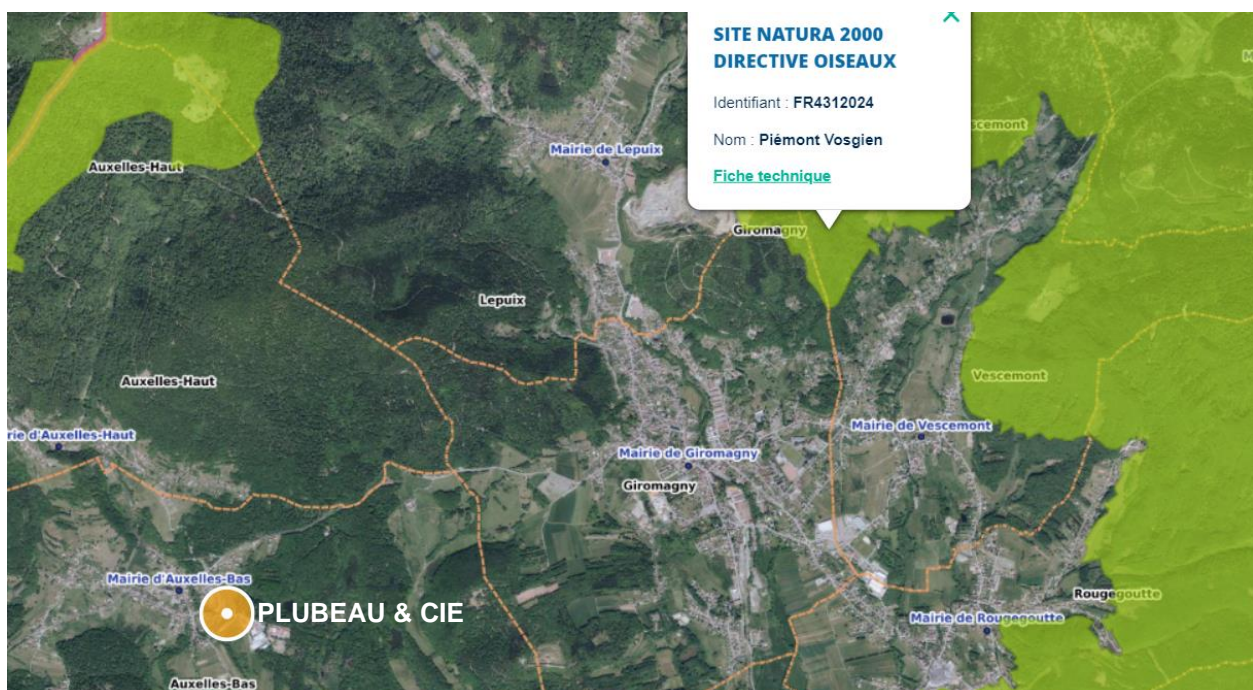 SITE NATURA 2000
DIRECTIVE OISEAUX
Identifiant : FR4312024
Nom : Piémont Vosgien
Fiche technique
scemont
Mairie de Lepuix
Auxelles-Haut
Giromagny
Lepuix
Auxelles-Haut
Vescemont
rie d'Auxelles-Haut
Mairie de Vescemont
Mairie de Giromagny
Giromagny
Mairie d'Auxelles-Bas
PLUBEAU & CIE
Rougegoutte
Mairie de Rougegoutte
Auxelles-Bas